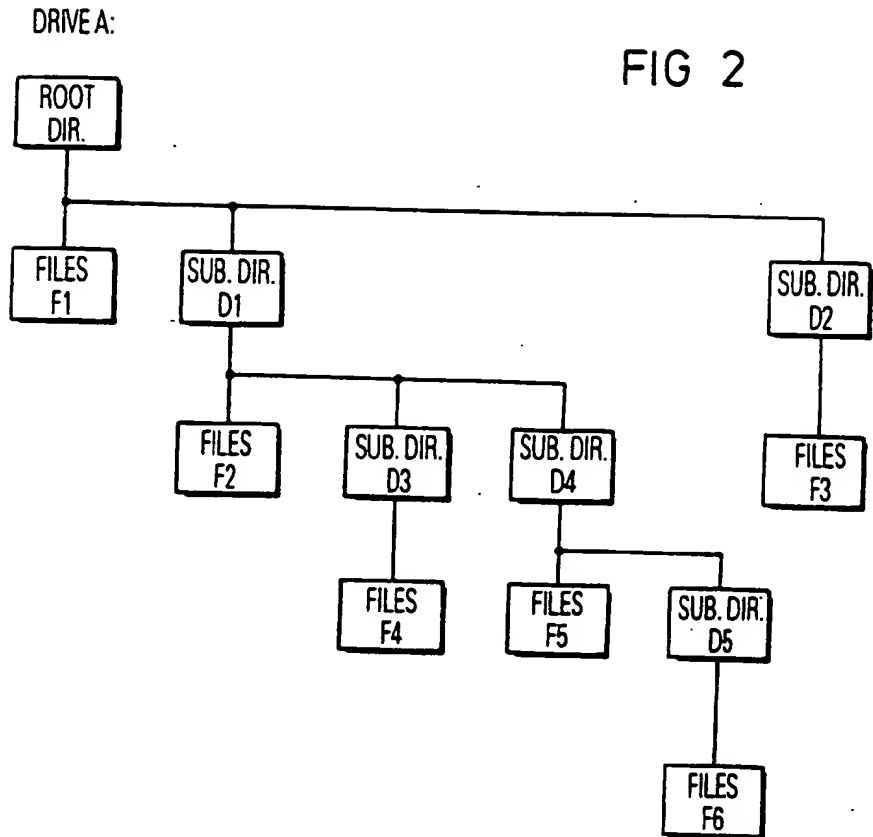 DRIVE A:
FIG 2
ROOT
DIR.
FILES
F1
SUB. DIR.
D1
SUB. DIR.
D2
FILES
F2
SUB. DIR.
D3
SUB. DIR.
D4
FILES
F3
FILES
F4
FILES
F5
SUB. DIR.
D5
FILES
F6